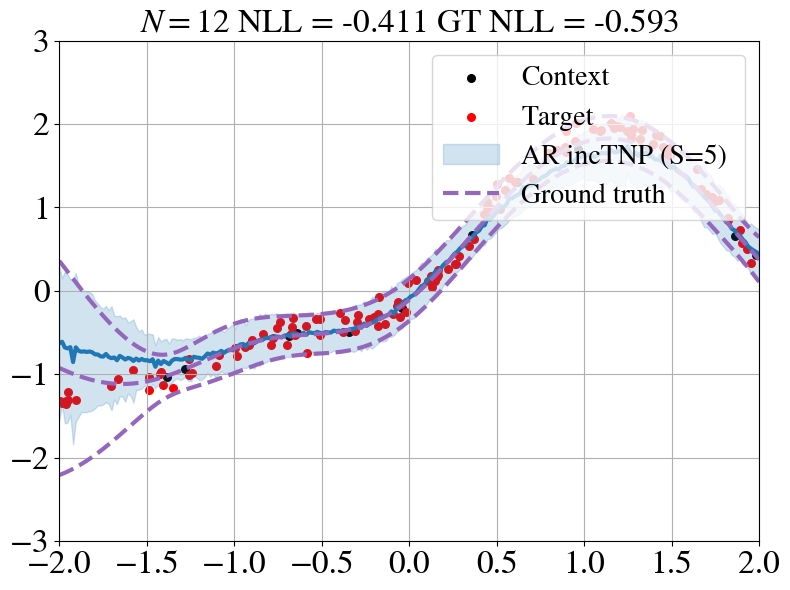 N = 12 NLL = -0.411 GT NLL = -0.593
3
2
1
0
−1
−2
−3
Context
Target
AR incTNP (S=5)
Ground truth
−2.0 −1.5 −1.0 −0.5 0.0 0.5 1.0 1.5 2.0